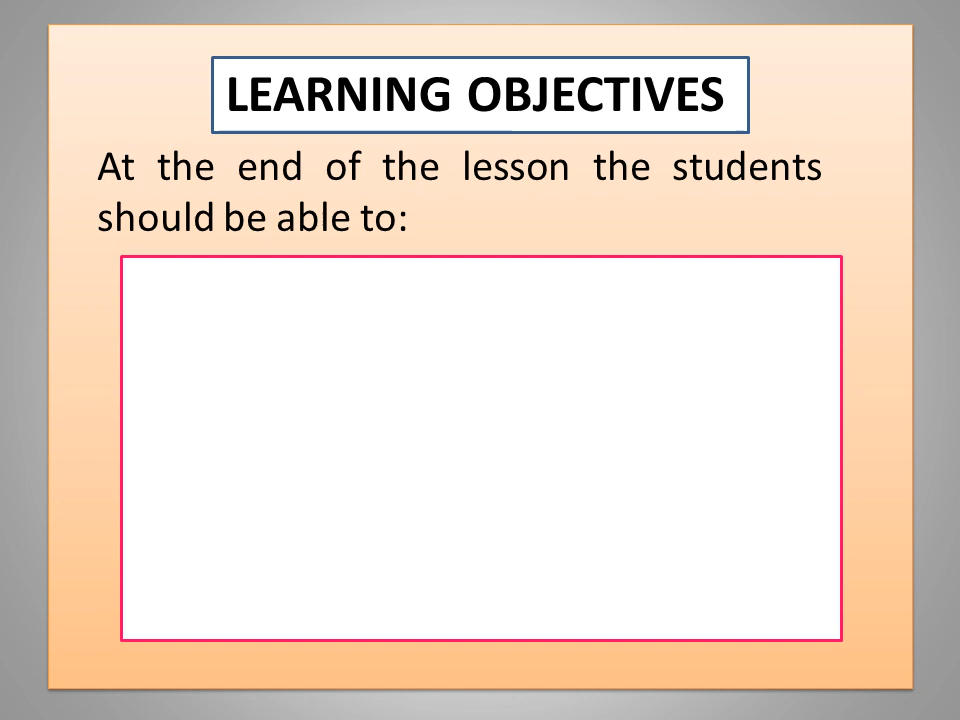 LEARNING OBJECTIVES
At the end of the lesson the students
should be able to: